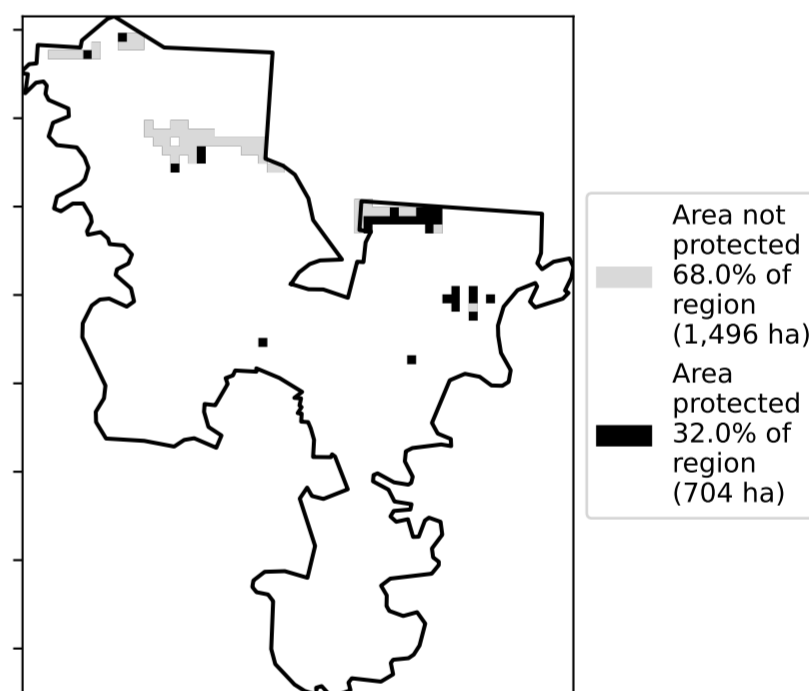 Area not
protected
68.0% of
region
(1,496 ha)
Area
protected
32.0% of
region
(704 ha)